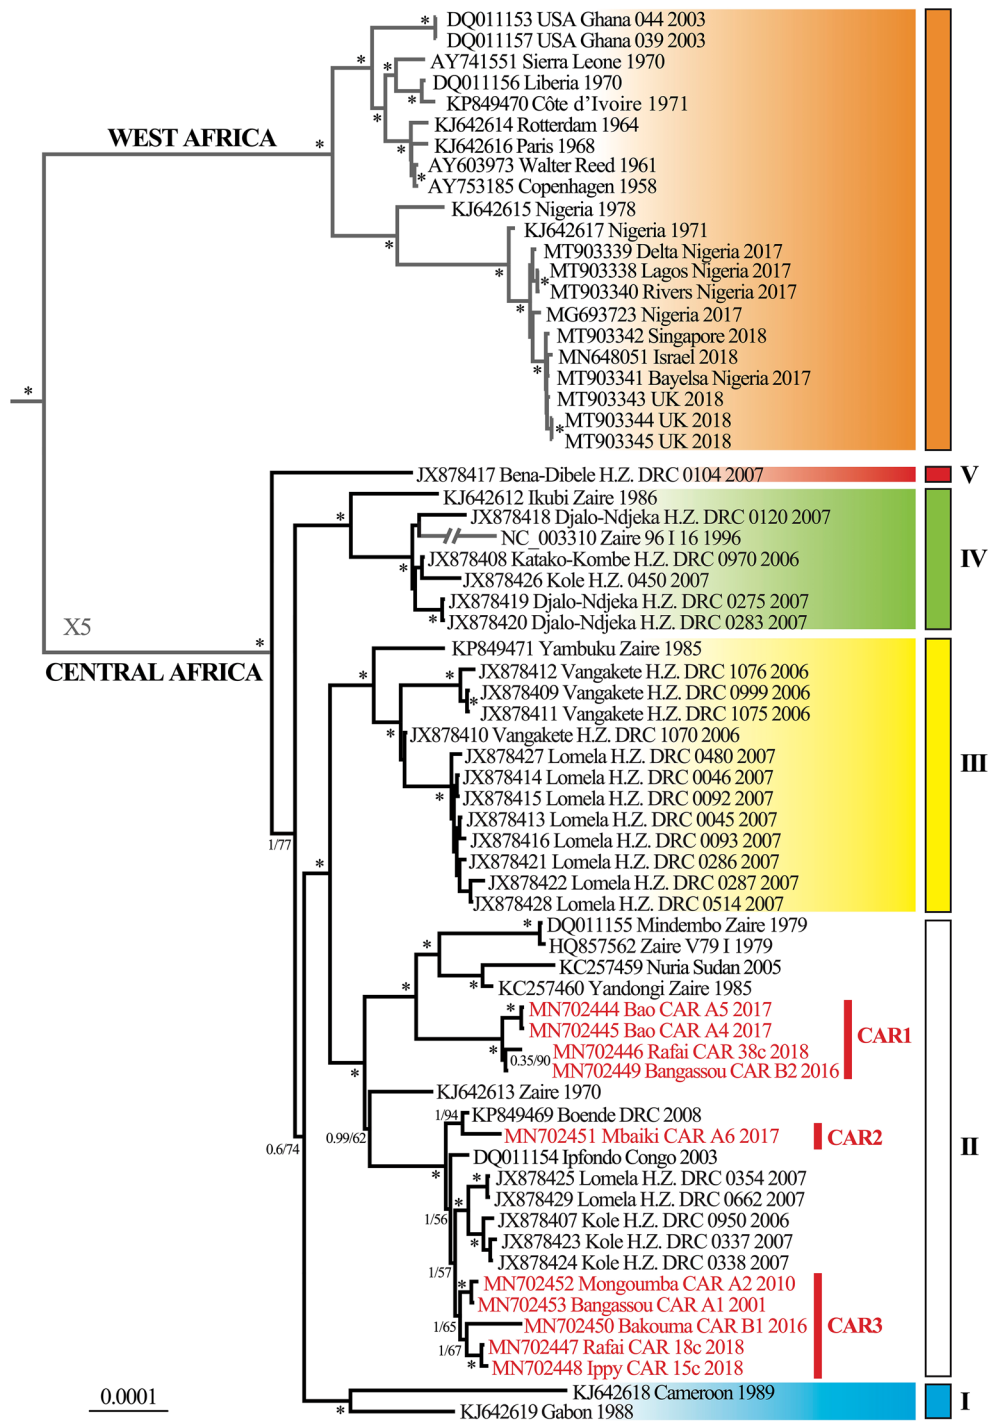 *
DQ011153 USA Ghana 044 2003
DQ011157 USA Ghana 039 2003
*
*
AY741551 Sierra Leone 1970
DQ011156 Liberia 1970
*
KP849470 Côte d'Ivoire 1971
*
KJ642614 Rotterdam 1964
WEST AFRICA
*
*
KJ642616 Paris 1968
AY603973 Walter Reed 1961
*
AY753185 Copenhagen 1958
KJ642615 Nigeria 1978
*
KJ642617 Nigeria 1971
MT903339 Delta Nigeria 2017
*
MT903338 Lagos Nigeria 2017
*
MT903340 Rivers Nigeria 2017
*
MG693723 Nigeria 2017
MT903342 Singapore 2018
MN648051 Israel 2018
*
MT903341 Bayelsa Nigeria 2017
*
MT903343 UK 2018
MT903344 UK 2018
*
MT903345 UK 2018
JX878417 Bena-Dibele H.Z. DRC 0104 2007
V
KJ642612 Ikubi Zaire 1986
*
JX878418 Djalo-Ndjeka H.Z. DRC 0120 2007
NC_003310 Zaire 96 I 16 1996
JX878408 Katako-Kombe H.Z. DRC 0970 2006
IV
*
JX878426 Kole H.Z. 0450 2007
JX878419 Djalo-Ndjeka H.Z. DRC 0275 2007
*
JX878420 Djalo-Ndjeka H.Z. DRC 0283 2007
X5
*
CENTRAL AFRICA
KP849471 Yambuku Zaire 1985
*
*
JX878412 Vangakete H.Z. DRC 1076 2006
JX878409 Vangakete H.Z. DRC 0999 2006
*
JX878411 Vangakete H.Z. DRC 1075 2006
*
JX878410 Vangakete H.Z. DRC 1070 2006
JX878427 Lomela H.Z. DRC 0480 2007
III
JX878414 Lomela H.Z. DRC 0046 2007
*
JX878415 Lomela H.Z. DRC 0092 2007
JX878413 Lomela H.Z. DRC 0045 2007
1/77
JX878416 Lomela H.Z. DRC 0093 2007
*
JX878421 Lomela H.Z. DRC 0286 2007
JX878422 Lomela H.Z. DRC 0287 2007
JX878428 Lomela H.Z. DRC 0514 2007
*
DQ011155 Mindembo Zaire 1979
*
HQ857562 Zaire V79 I 1979
KC257459 Nuria Sudan 2005
*
*
KC257460 Yandongi Zaire 1985
*
MN702444 Bao CAR A5 2017
MN702445 Bao CAR A4 2017
CAR1
*
0.35/90
MN702446 Rafai CAR 38c 2018
*
MN702449 Bangassou CAR B2 2016
KJ642613 Zaire 1970
1/94
KP849469 Boende DRC 2008
0.6/74
0.99/62
MN702451 Mbaiki CAR A6 2017
CAR2
II
DQ011154 Ipfondo Congo 2003
*
*
JX878425 Lomela H.Z. DRC 0354 2007
*
JX878429 Lomela H.Z. DRC 0662 2007
1/56
JX878407 Kole H.Z. DRC 0950 2006
*
JX878423 Kole H.Z. DRC 0337 2007
JX878424 Kole H.Z. DRC 0338 2007
1/57
*
MN702452 Mongoumba CAR A2 2010
MN702453 Bangassou CAR A1 2001
1/65
MN702450 Bakouma CAR B1 2016
CAR3
1/67
MN702447 Rafai CAR 18c 2018
*
MN702448 Ippy CAR 15c 2018
0.0001
KJ642618 Cameroon 1989
I
*
KJ642619 Gabon 1988